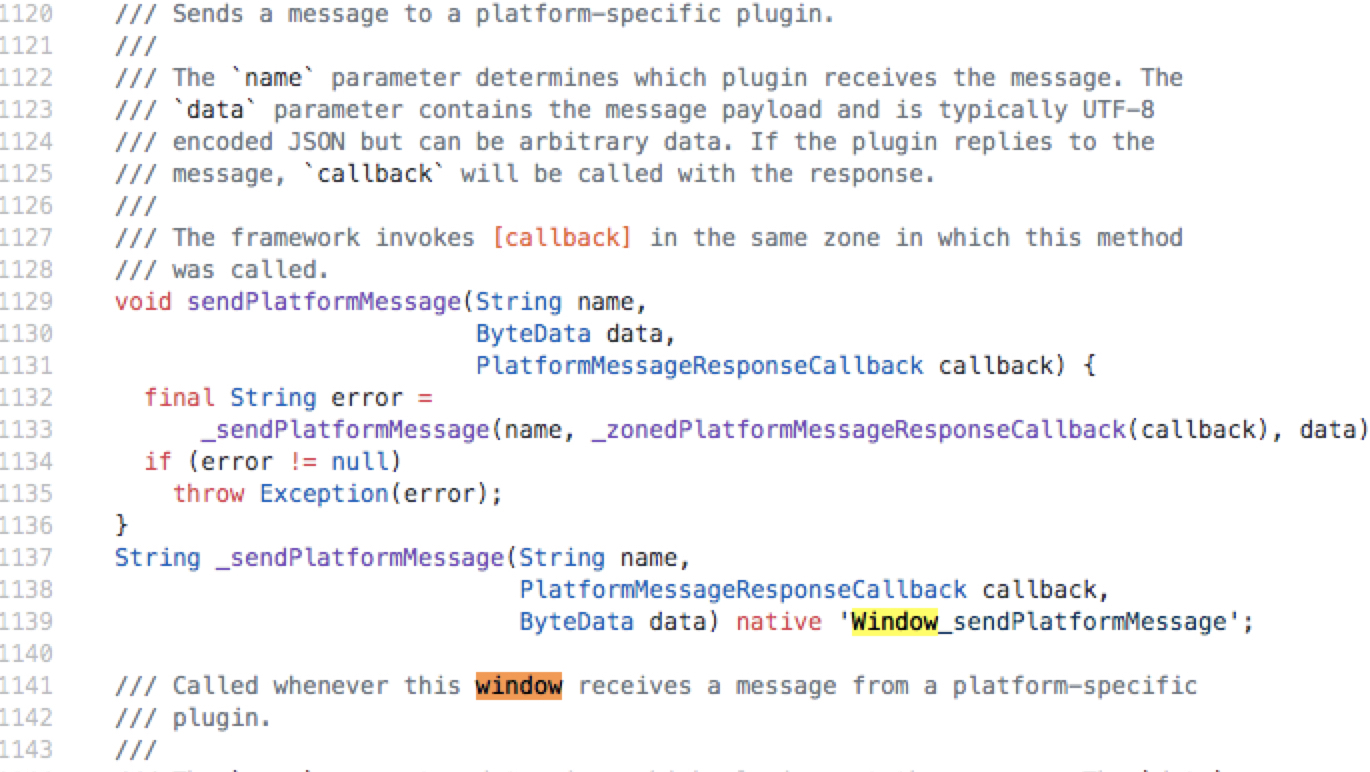 1120 /// Sends a message to a platform-specific plugin.
1121 ///
1122 /// The `name` parameter determines which plugin receives the message. The
1123 /// `data` parameter contains the message payload and is typically UTF-8
1124 /// encoded JSON but can be arbitrary data. If the plugin replies to the
1125 /// message, `callback` will be called with the response.
1126 ///
1127 /// The framework invokes [callback] in the same zone in which this method
1128 /// was called.
1129 void sendPlatformMessage(String name,
1130 ByteData data,
1131 PlatformMessageResponseCallback callback) {
1132 final String error =
1133 _sendPlatformMessage(name, _zonedPlatformMessageResponseCallback(callback), data)
1134 if (error != null)
1135 throw Exception(error);
1136 }
1137 String _sendPlatformMessage(String name,
1138 PlatformMessageResponseCallback callback,
1139 ByteData data) native 'Window_sendPlatformMessage';
1140
1141 /// Called whenever this window receives a message from a platform-specific
1142 /// plugin.
1143 ///